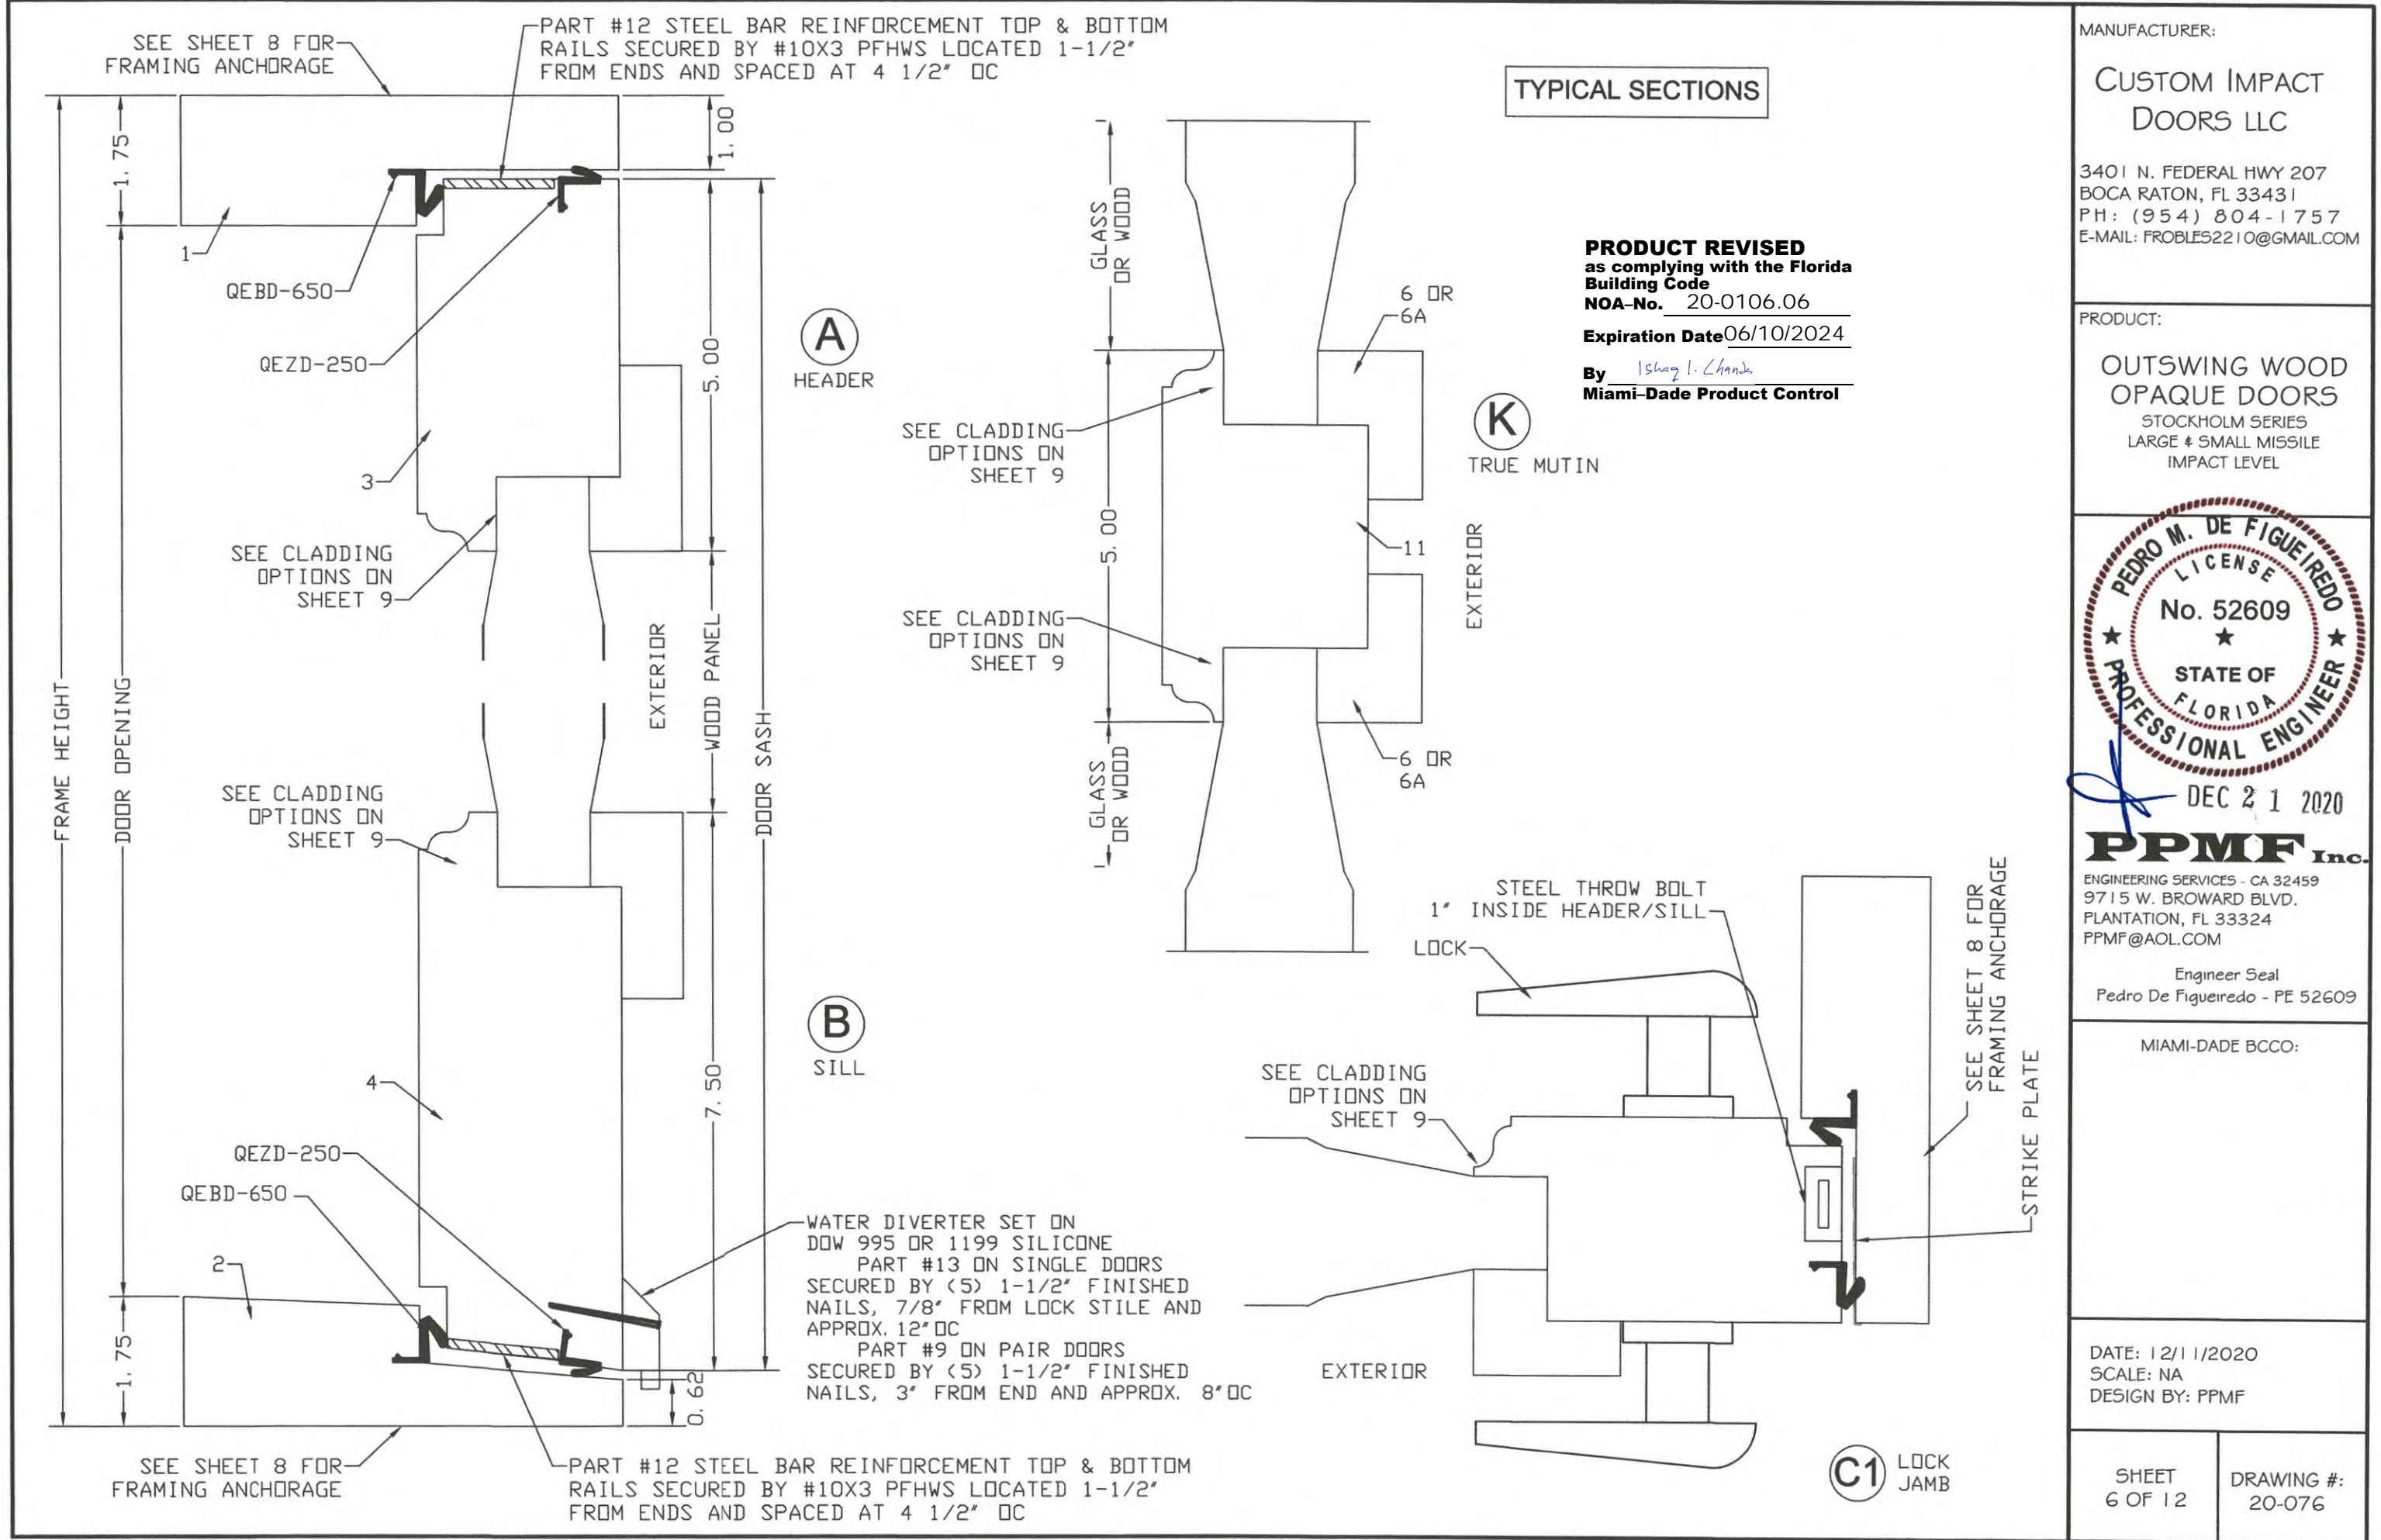 PART #12 STEEL BAR REINFORCEMENT TOP & BOTTOM
RAILS SECURED BY #10X3 PFHWS LOCATED 1-1/2"
FROM ENDS AND SPACED AT 4 1/2" OC
SEE SHEET 8 FOR
FRAMING ANCHORAGE
1.75
1.00
1
QEBD-650
QEZD-250
3
5.00
A
HEADER
SEE CLADDING
OPTIONS ON
SHEET 9
FRAME HEIGHT
DOOR OPENING
EXTERIOR
WOOD PANEL
DOOR SASH
SEE CLADDING
OPTIONS ON
SHEET 9
4
7.50
B
SILL
QEZD-250
QEBD-650
2
1.75
0.62
WATER DIVERTER SET ON
DOW 995 OR 1199 SILICONE
PART #13 ON SINGLE DOORS
SECURED BY (5) 1-1/2" FINISHED
NAILS, 7/8" FROM LOCK STILE AND
APPROX. 12" OC
PART #9 ON PAIR DOORS
SECURED BY (5) 1-1/2" FINISHED
NAILS, 3" FROM END AND APPROX. 8" OC
SEE SHEET 8 FOR
FRAMING ANCHORAGE
PART #12 STEEL BAR REINFORCEMENT TOP & BOTTOM
RAILS SECURED BY #10X3 PFHWS LOCATED 1-1/2"
FROM ENDS AND SPACED AT 4 1/2" OC
TYPICAL SECTIONS
GLASS
OR WOOD
6 OR
6A
SEE CLADDING
OPTIONS ON
SHEET 9
K
TRUE MUTIN
5.00
11
EXTERIOR
SEE CLADDING
OPTIONS ON
SHEET 9
6 OR
6A
GLASS
OR WOOD
PRODUCT REVISED
as complying with the Florida
Building Code
NOA–No. 20-0106.06
Expiration Date 06/10/2024
By Ishaq I. Chanda
Miami–Dade Product Control
STEEL THROW BOLT
1" INSIDE HEADER/SILL
LOCK
SEE CLADDING
OPTIONS ON
SHEET 9
SEE SHEET 8 FOR
FRAMING ANCHORAGE
STRIKE PLATE
EXTERIOR
C1
LOCK
JAMB
MANUFACTURER:
CUSTOM IMPACT
DOORS LLC
3401 N. FEDERAL HWY 207
BOCA RATON, FL 33431
PH: (954) 804-1757
E-MAIL: FROBLES2210@GMAIL.COM
PRODUCT:
OUTSWING WOOD
OPAQUE DOORS
STOCKHOLM SERIES
LARGE & SMALL MISSILE
IMPACT LEVEL
PEDRO M. DE FIGUEIREDO
LICENSE
No. 52609
STATE OF
FLORIDA
PROFESSIONAL ENGINEER
DEC 21 2020
PPMF Inc.
ENGINEERING SERVICES - CA 32459
9715 W. BROWARD BLVD.
PLANTATION, FL 33324
PPMF@AOL.COM
Engineer Seal
Pedro De Figueiredo - PE 52609
MIAMI-DADE BCCO:
DATE: 12/11/2020
SCALE: NA
DESIGN BY: PPMF
SHEET
6 OF 12
DRAWING #:
20-076